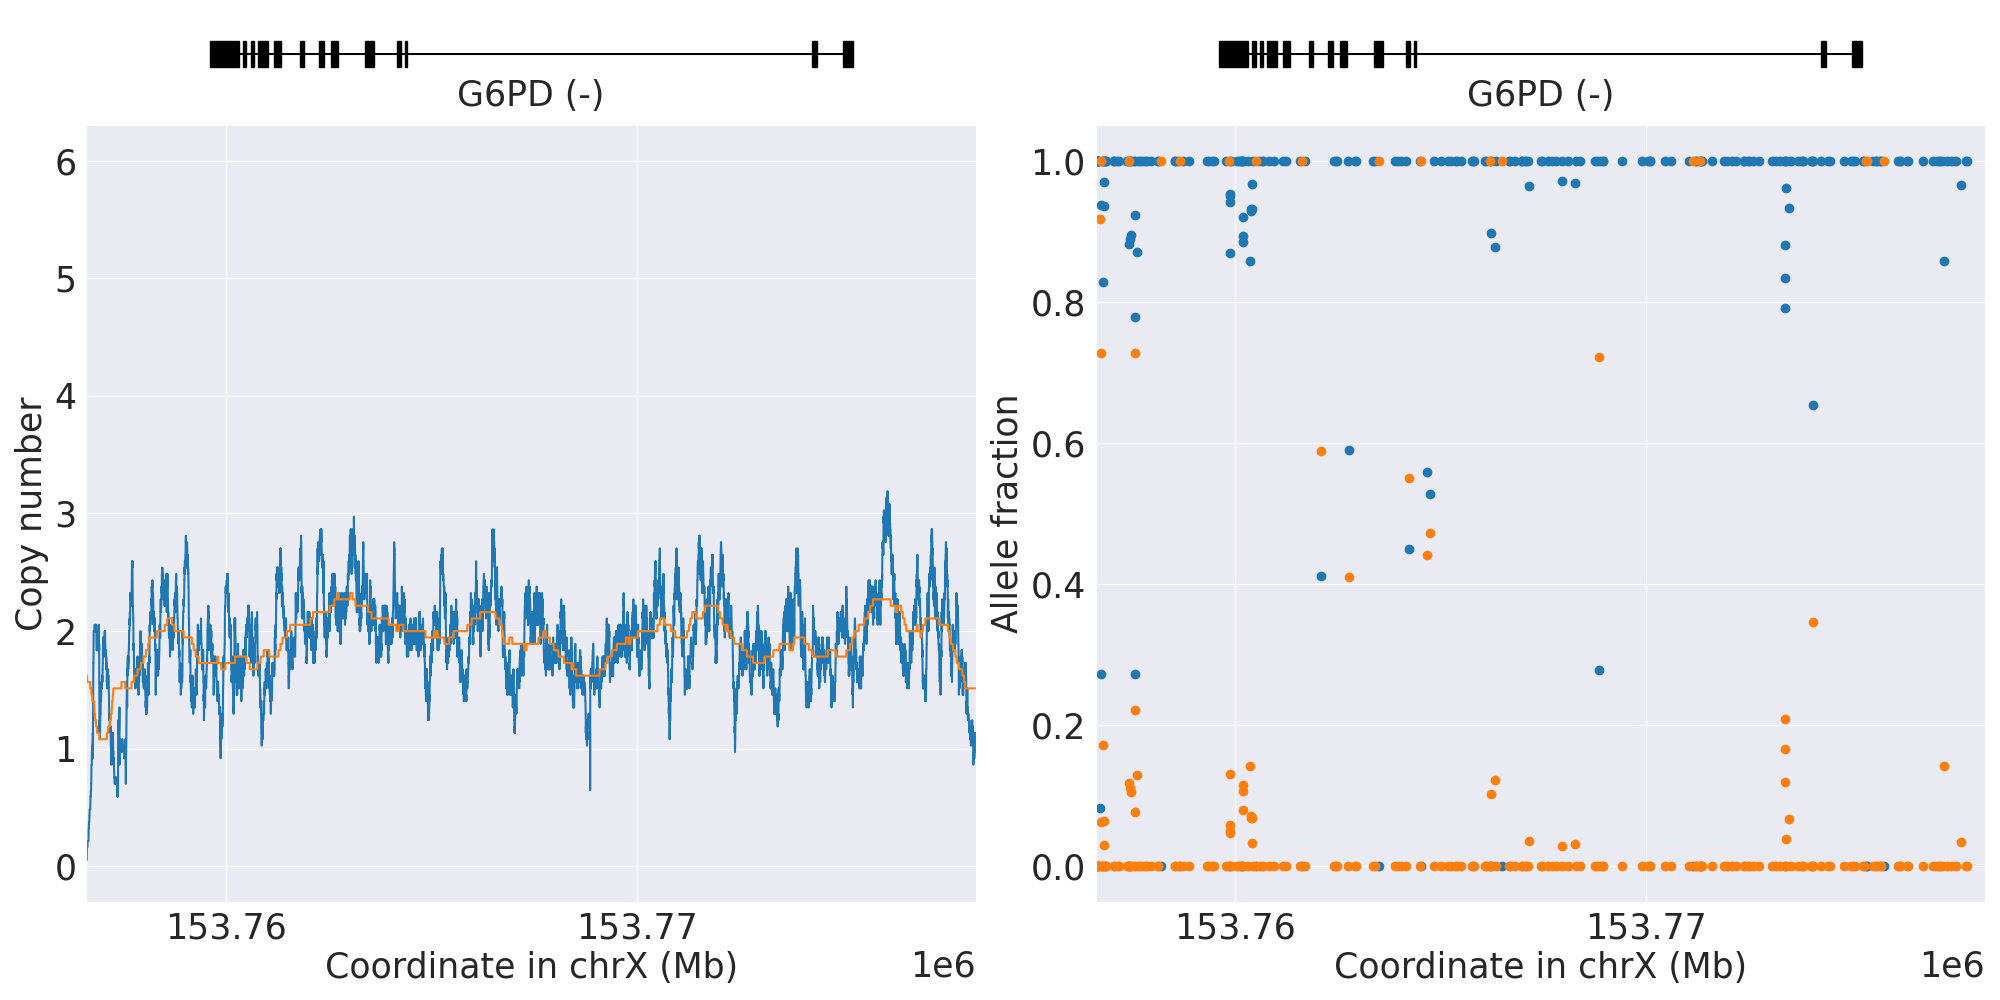 G6PD (-)
G6PD (-)
Copy number
6
5
4
3
2
1
0
153.76
153.77
Coordinate in chrX (Mb)
1e6
Allele fraction
1.0
0.8
0.6
0.4
0.2
0.0
153.76
153.77
Coordinate in chrX (Mb)
1e6